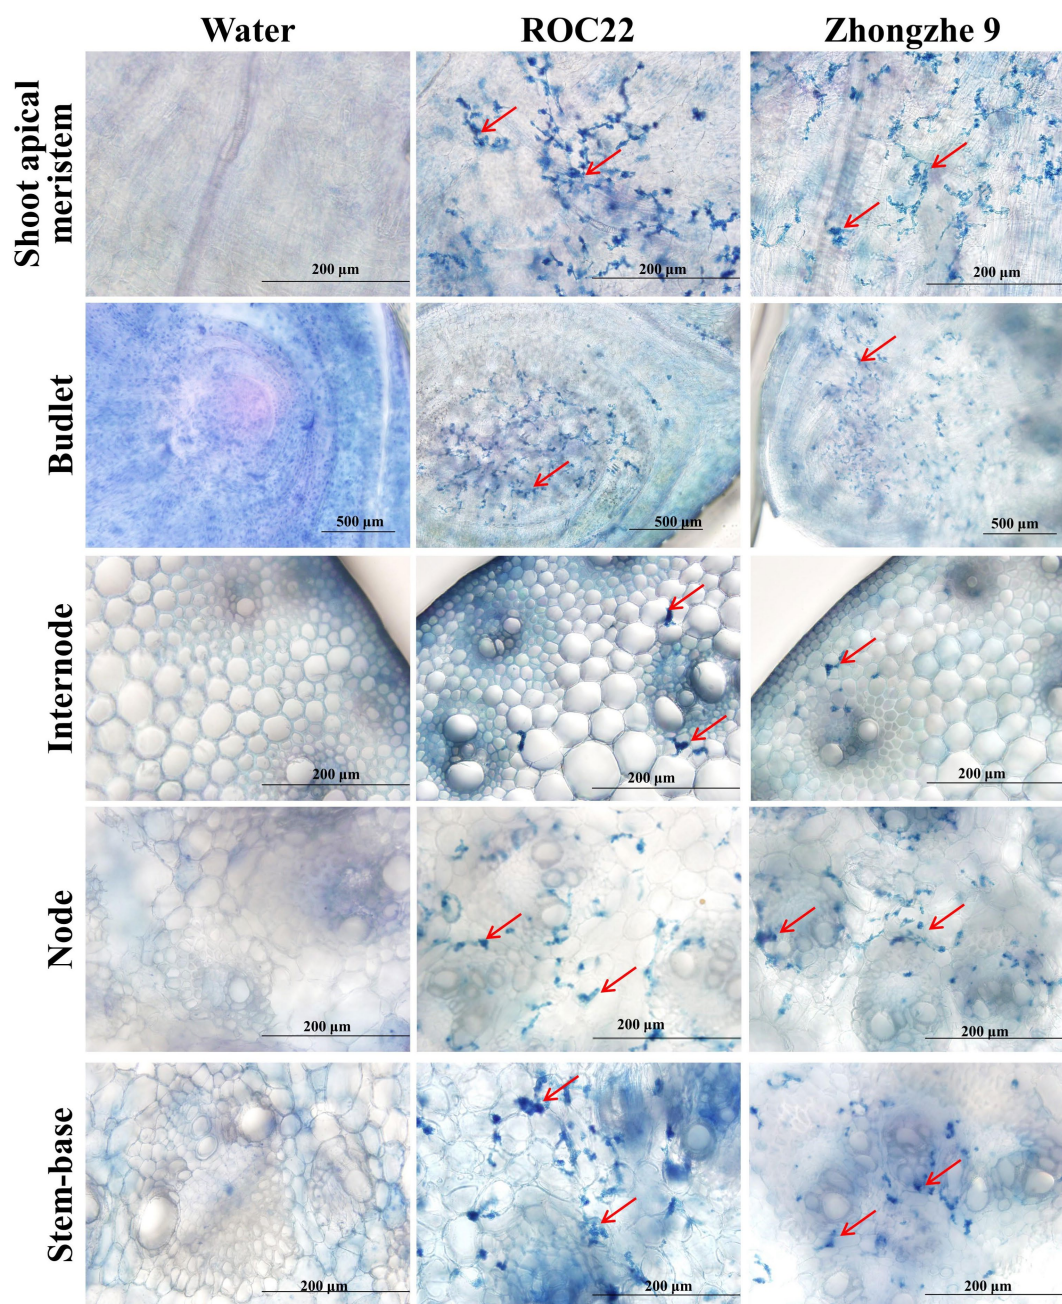 Water ROC22 Zhongzhe 9
Shoot apical
meristem
200 µm 200 µm 200 µm
Budlet
500 µm 500 µm 500 µm
Internode
200 µm 200 µm 200 µm
Node
200 µm 200 µm 200 µm
Stem-base
200 µm 200 µm 200 µm